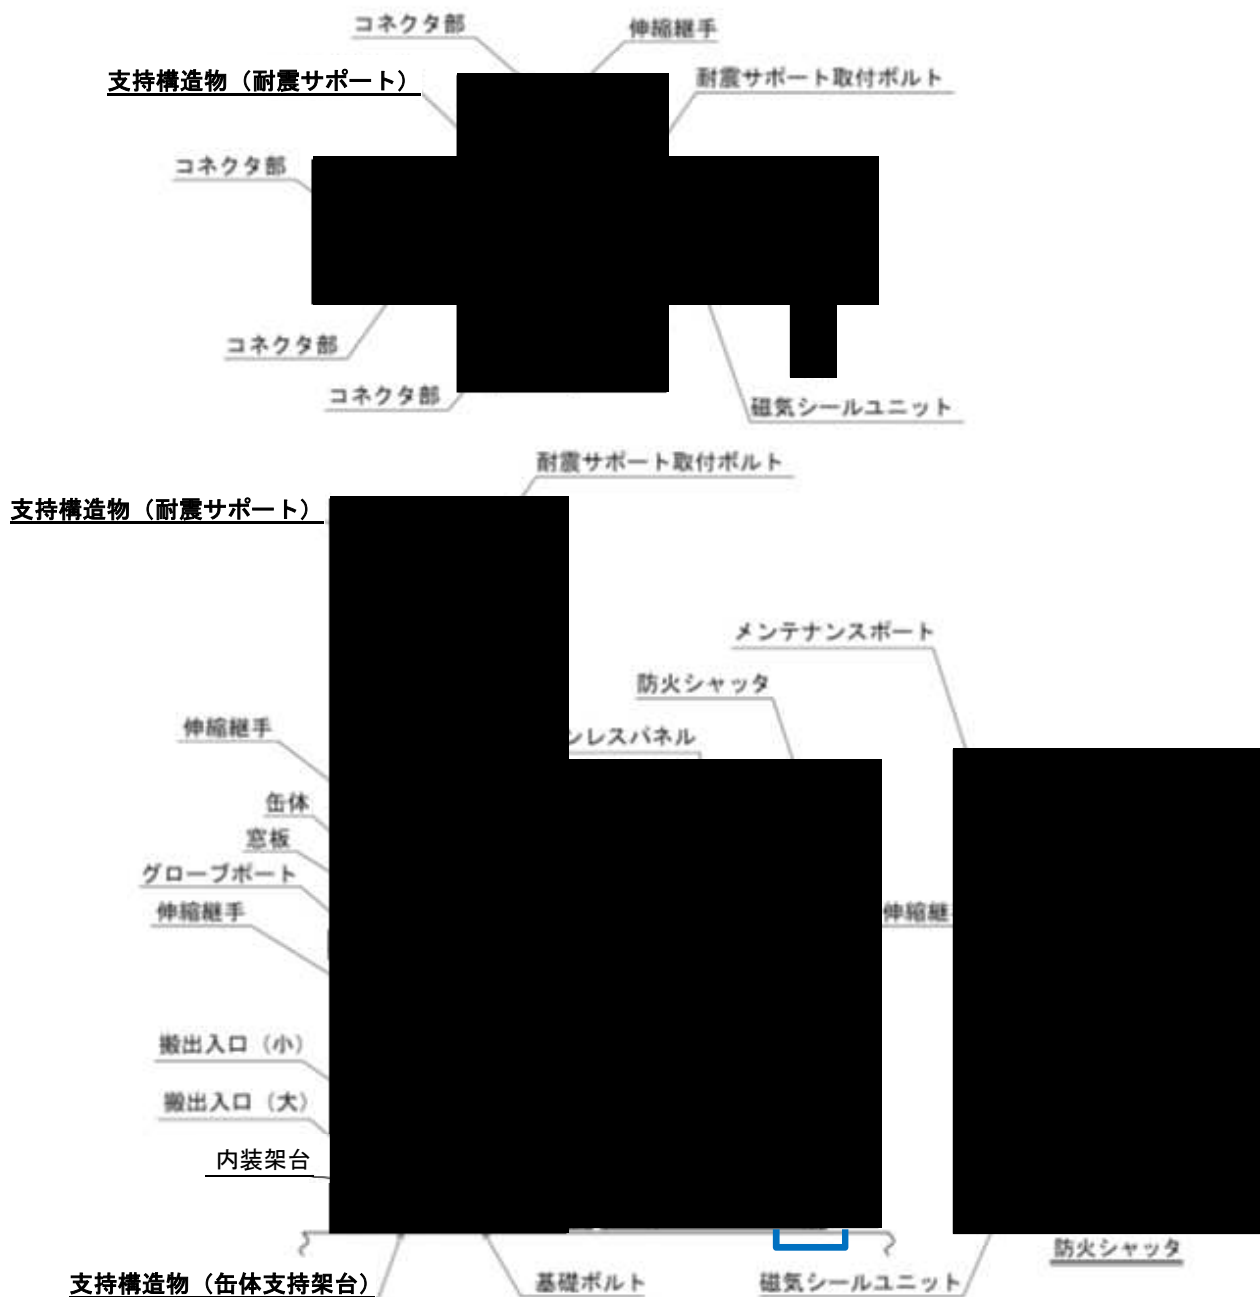 コネクタ部
伸縮継手
支持構造物（耐震サポート）
耐震サポート取付ボルト
コネクタ部
コネクタ部
コネクタ部
磁気シールユニット
耐震サポート取付ボルト
支持構造物（耐震サポート）
メンテナンスポート
防火シャッタ
伸縮継手
ンレスパネル
缶体
窓板
グローブポート
伸縮継手
伸縮継
搬出入口（小）
搬出入口（大）
内装架台
防火シャッタ
支持構造物（缶体支持架台）
基礎ボルト
磁気シールユニット